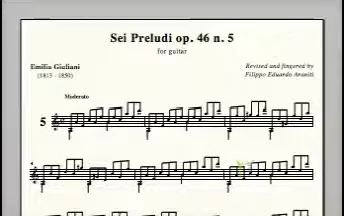 Sei Preludi op. 46 n. 5
for guitar
Emilia Giuliani
(1813 - 1850)
Revised and fingered by
Filippo Eduardo Araniti
Moderato
5
4